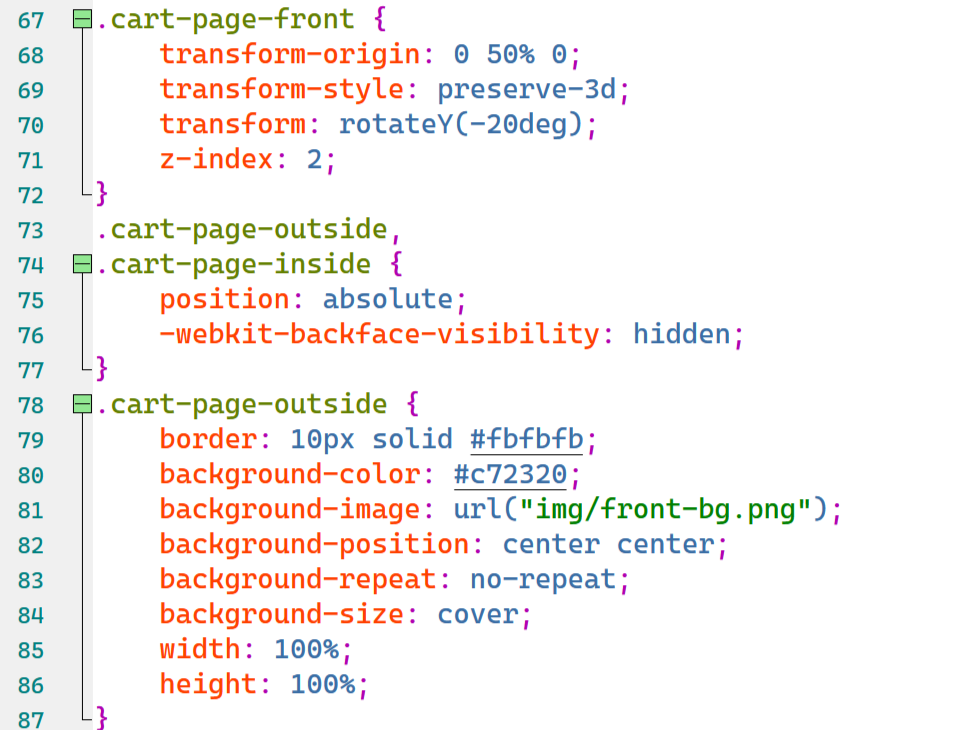 67 .cart-page-front {
68 transform-origin: 0 50% 0;
69 transform-style: preserve-3d;
70 transform: rotateY(-20deg);
71 z-index: 2;
72 }
73 .cart-page-outside,
74 .cart-page-inside {
75 position: absolute;
76 -webkit-backface-visibility: hidden;
77 }
78 .cart-page-outside {
79 border: 10px solid #fbfbfb;
80 background-color: #c72320;
81 background-image: url("img/front-bg.png");
82 background-position: center center;
83 background-repeat: no-repeat;
84 background-size: cover;
85 width: 100%;
86 height: 100%;
87 }